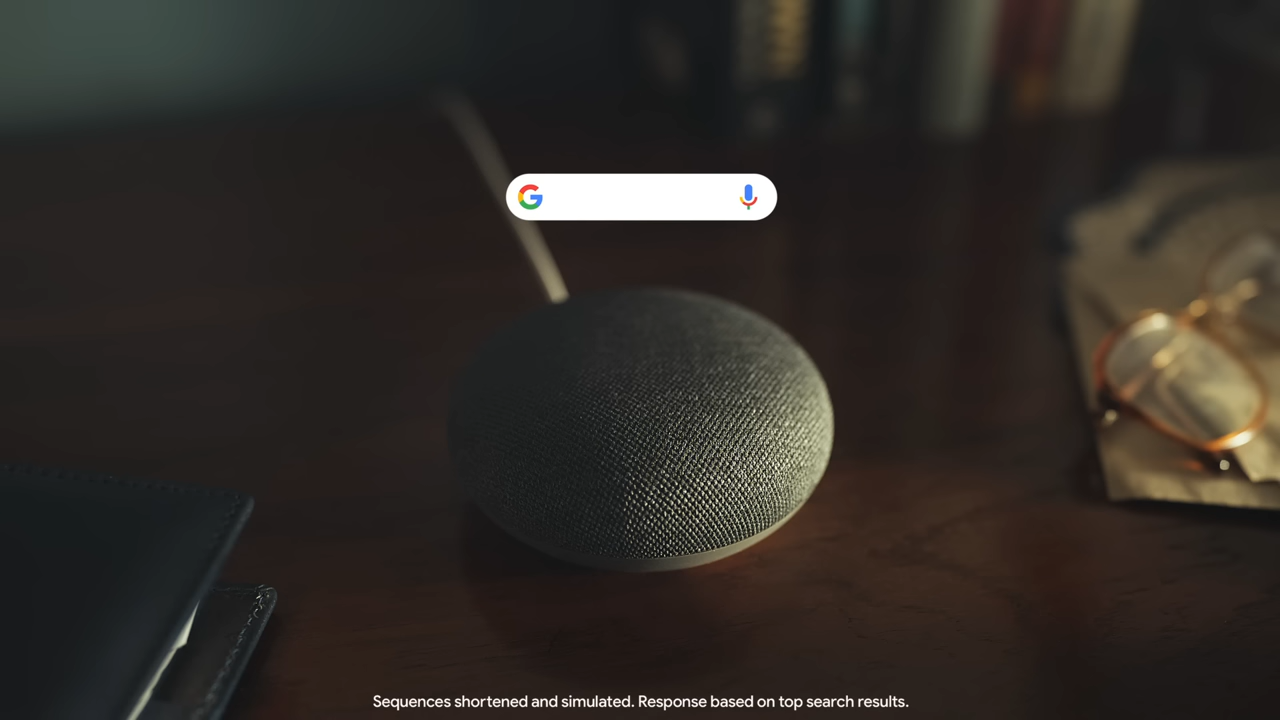 Sequences shortened and simulated. Response based on top search results.